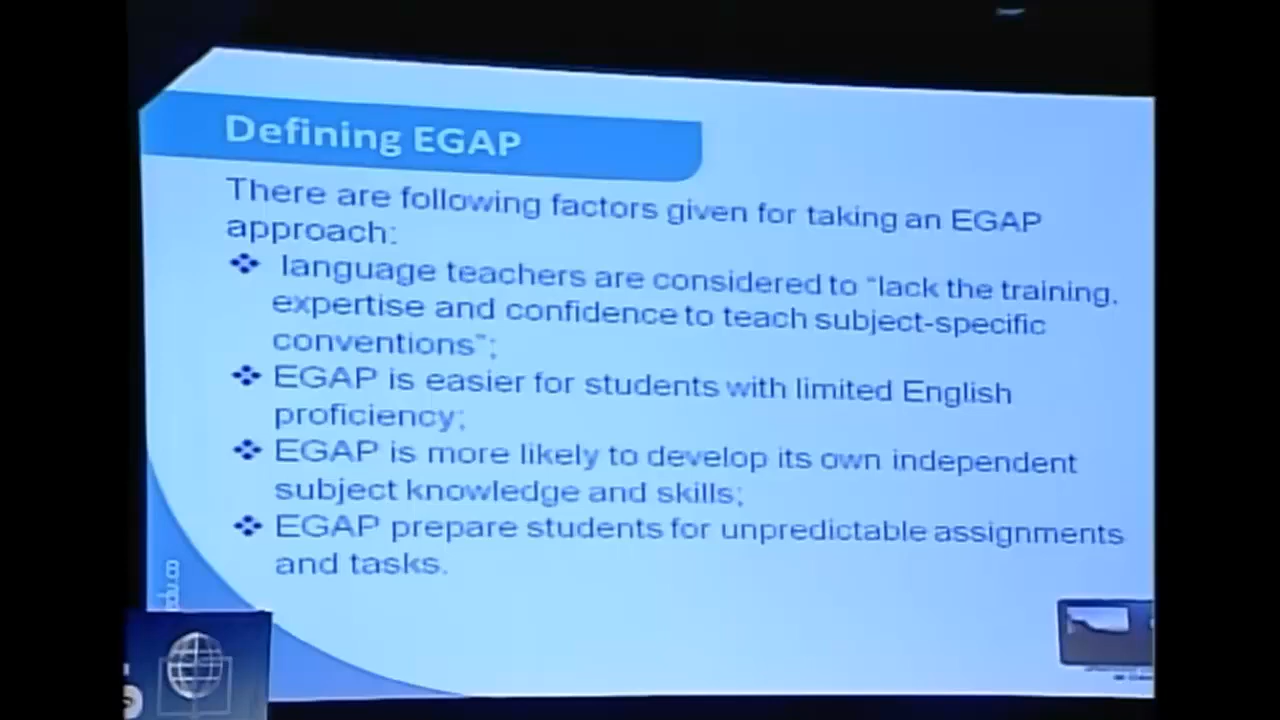 Defining EGAP
There are following factors given for taking an EGAP
approach:
language teachers are considered to “lack the training,
expertise and confidence to teach subject-specific
conventions”;
EGAP is easier for students with limited English
proficiency;
EGAP is more likely to develop its own independent
subject knowledge and skills;
EGAP prepare students for unpredictable assignments
and tasks.
du.co